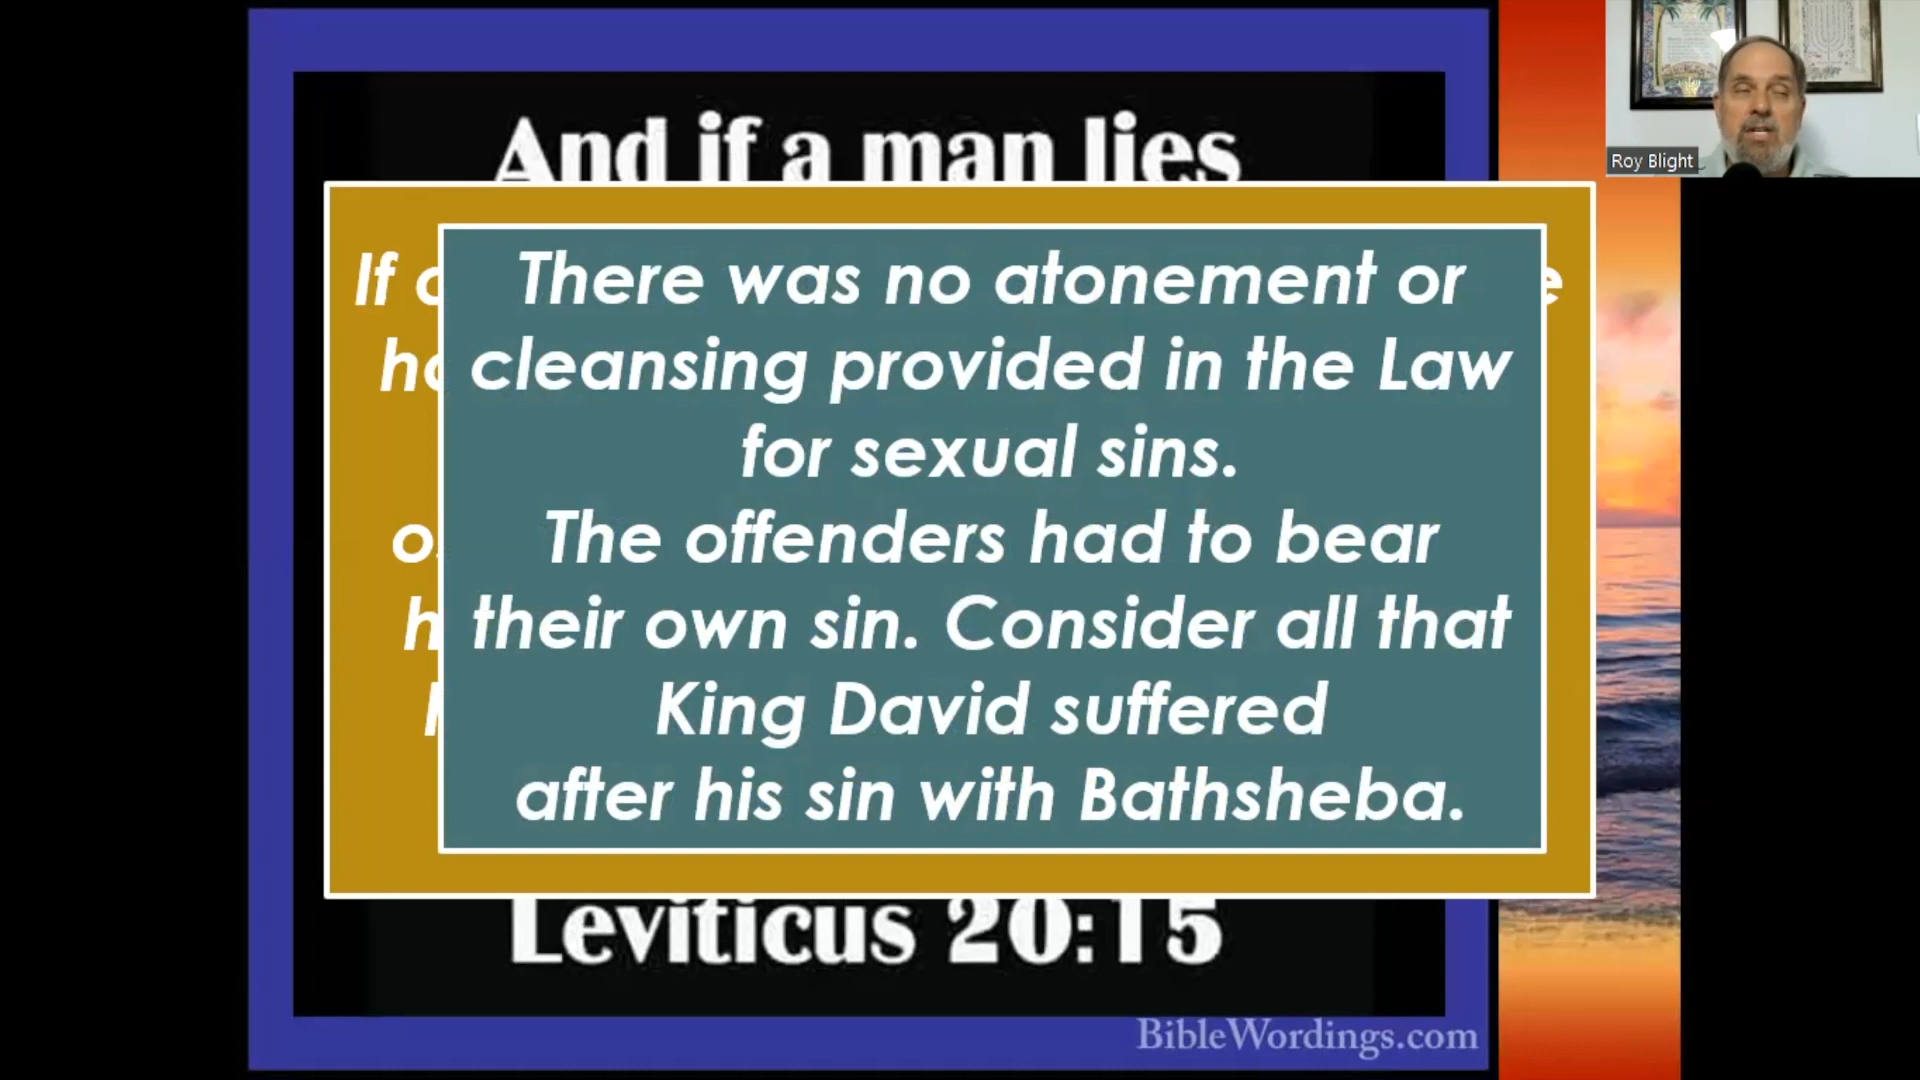 And if a man lies
If
There was no atonement or
cleansing provided in the Law
for sexual sins.
The offenders had to bear
their own sin. Consider all that
King David suffered
after his sin with Bathsheba.
Leviticus 20:15
BibleWordings.com
Roy Blight